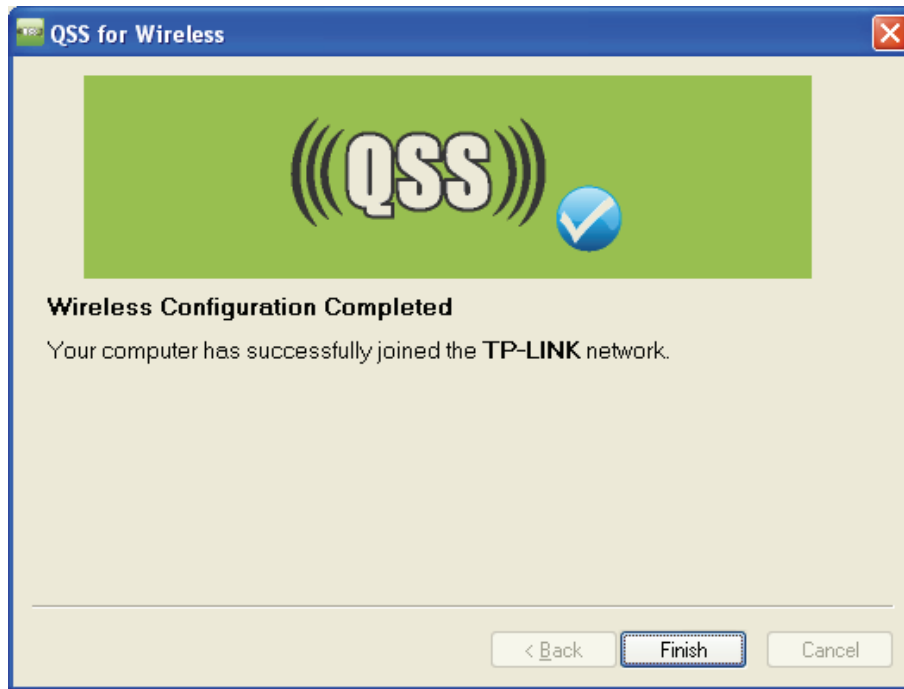 QSS for Wireless
(((QSS)))
Wireless Configuration Completed
Your computer has successfully joined the TP-LINK network.
< Back Finish Cancel